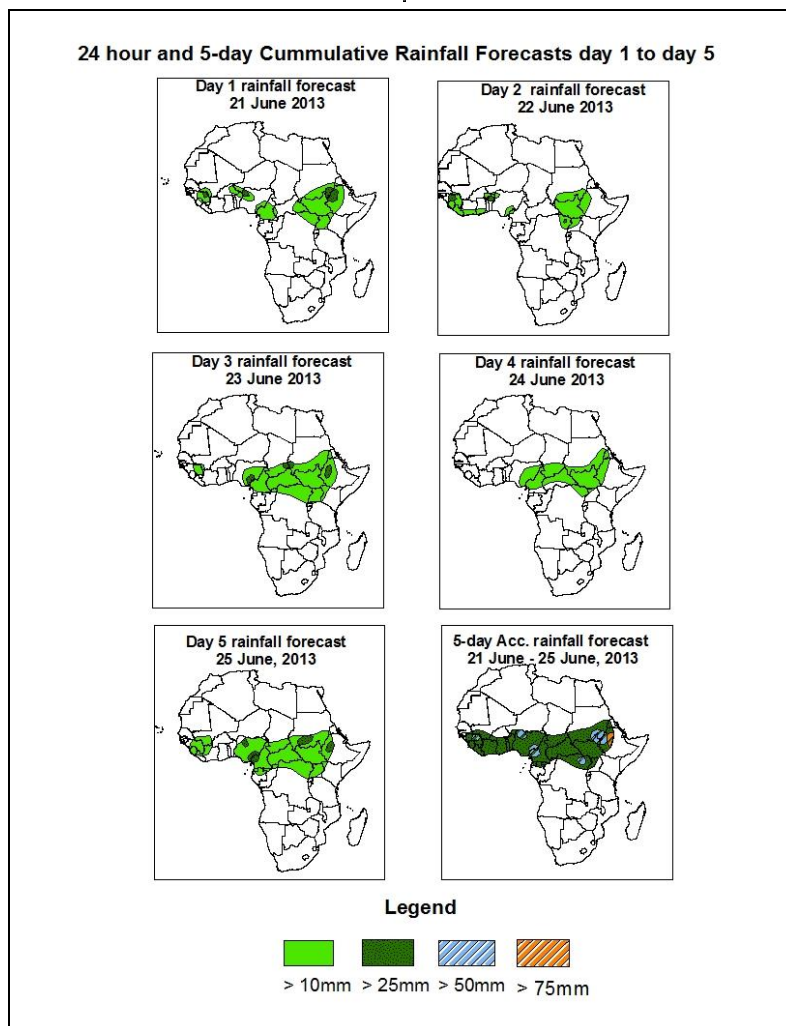 24 hour and 5-day Cummulative Rainfall Forecasts day 1 to day 5
Day 1 rainfall forecast
21 June 2013
Day 2 rainfall forecast
22 June 2013
Day 3 rainfall forecast
23 June 2013
Day 4 rainfall forecast
24 June 2013
Day 5 rainfall forecast
25 June, 2013
5-day Acc. rainfall forecast
21 June - 25 June, 2013
Legend
> 10mm > 25mm > 50mm > 75mm